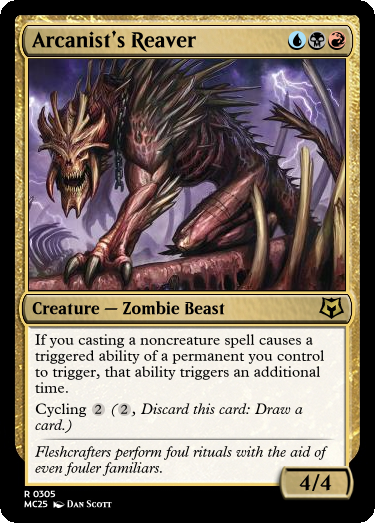 Arcanist's Reaver
Creature — Zombie Beast
If you casting a noncreature spell causes a
triggered ability of a permanent you control
to trigger, that ability triggers an additional
time.
Cycling 2 (2, Discard this card: Draw a
card.)
Fleshcrafters perform foul rituals with the aid of
even fouler familiars.
4/4
R 0305
MC25 Dan Scott